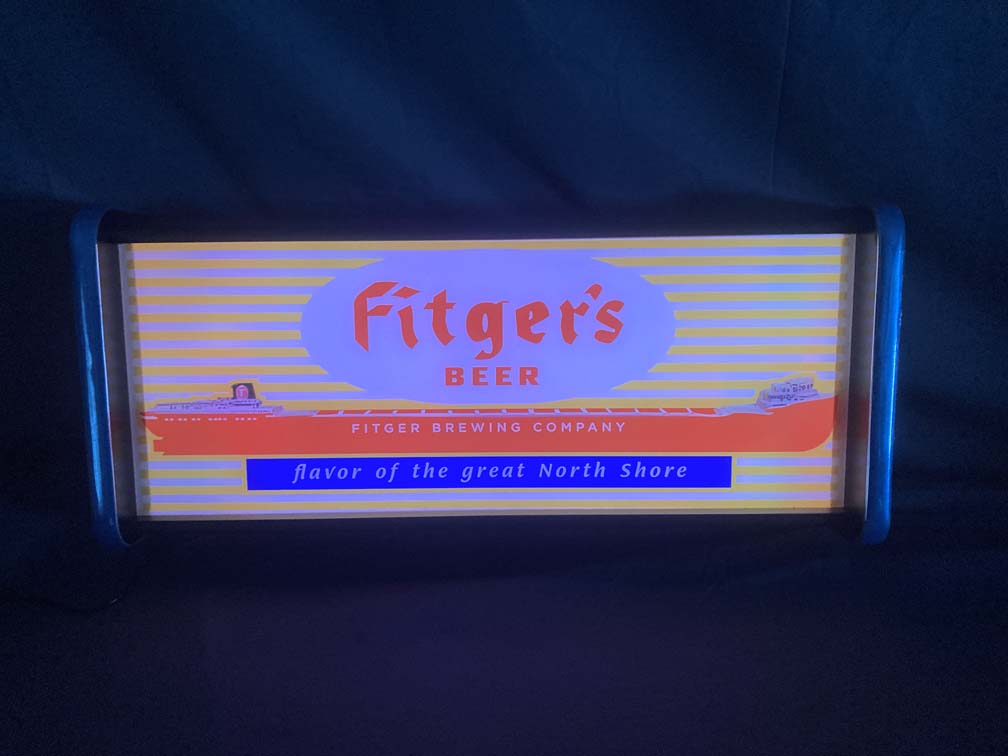 Fitger's
BEER
FITGER BREWING COMPANY
flavor of the great North Shore